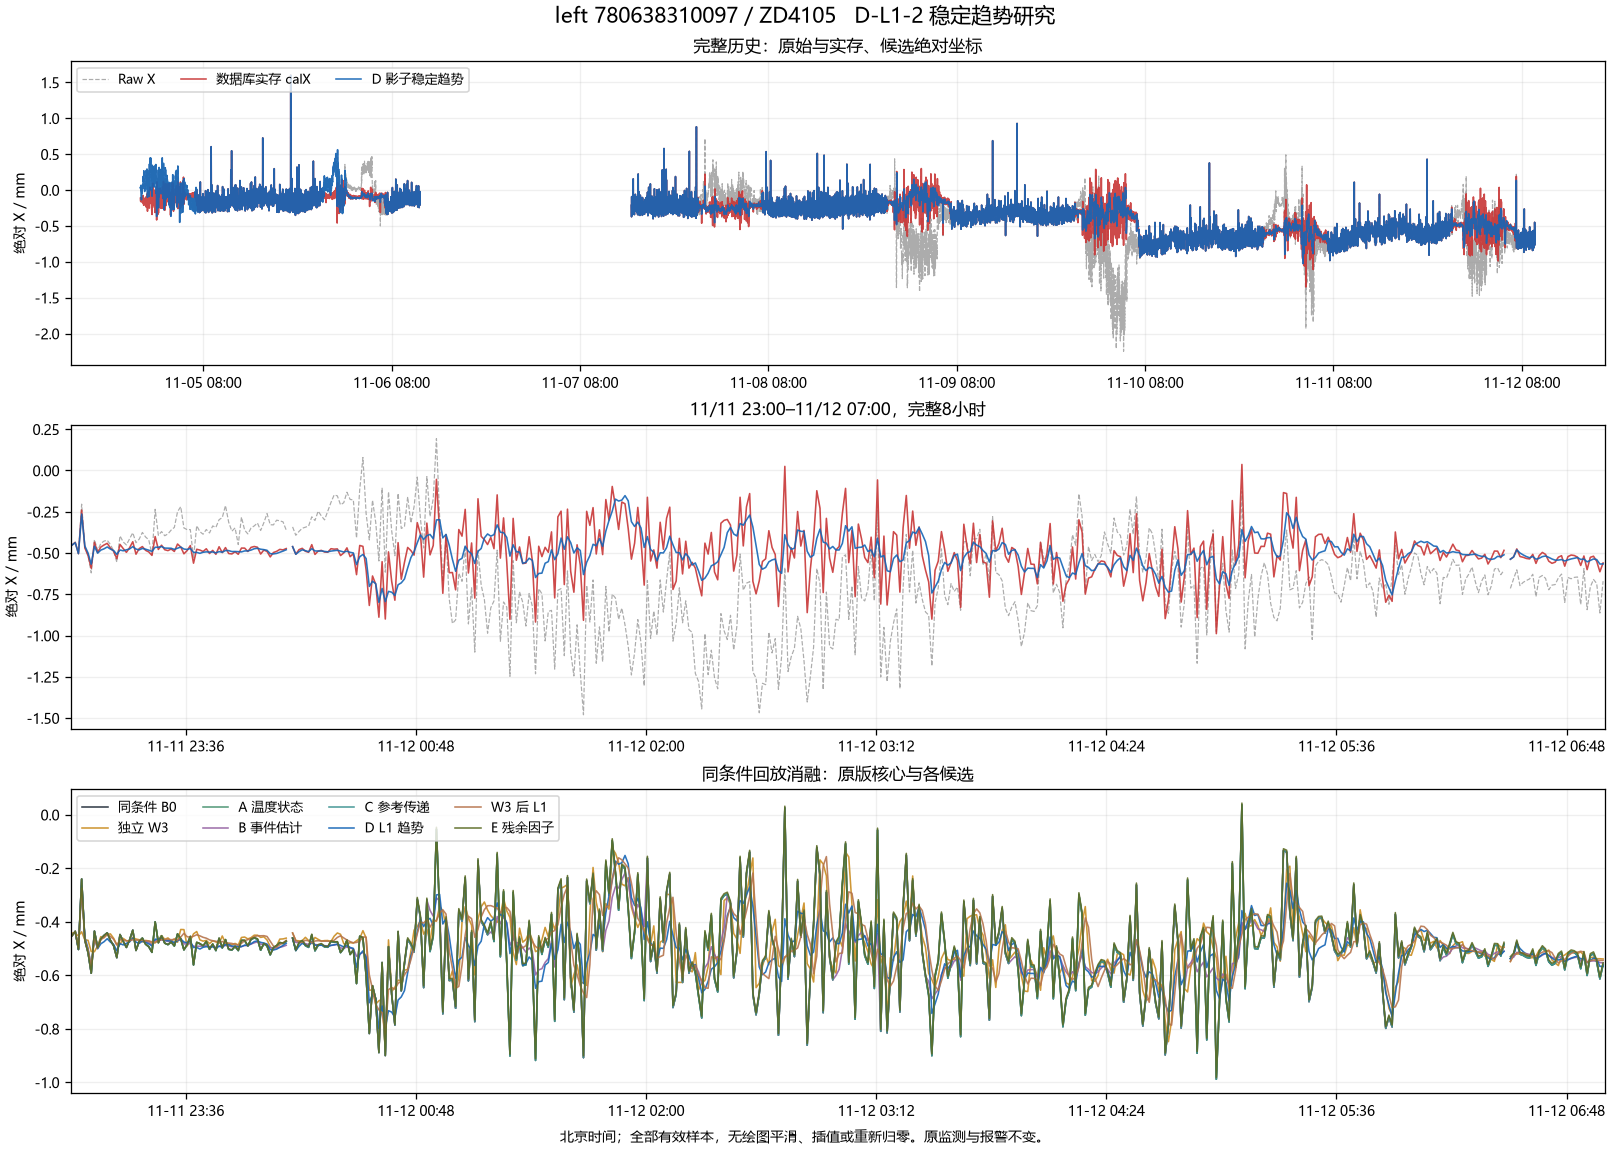 left 780638310097 / ZD4105   D-L1-2 稳定趋势研究
完整历史：原始与实存、候选绝对坐标
Raw X  数据库实存 calX  D 影子稳定趋势
绝对 X / mm
1.5
1.0
0.5
0.0
-0.5
-1.0
-1.5
-2.0
11-05 08:00  11-06 08:00  11-07 08:00  11-08 08:00  11-09 08:00  11-10 08:00  11-11 08:00  11-12 08:00
11/11 23:00–11/12 07:00，完整8小时
绝对 X / mm
0.25
0.00
-0.25
-0.50
-0.75
-1.00
-1.25
-1.50
11-11 23:36  11-12 00:48  11-12 02:00  11-12 03:12  11-12 04:24  11-12 05:36  11-12 06:48
同条件回放消融：原版核心与各候选
同条件 B0  A 温度状态  C 参考传递  W3 后 L1
独立 W3  B 事件估计  D L1 趋势  E 残余因子
绝对 X / mm
0.0
-0.2
-0.4
-0.6
-0.8
-1.0
11-11 23:36  11-12 00:48  11-12 02:00  11-12 03:12  11-12 04:24  11-12 05:36  11-12 06:48
北京时间；全部有效样本，无绘图平滑、插值或重新归零。原监测与报警不变。